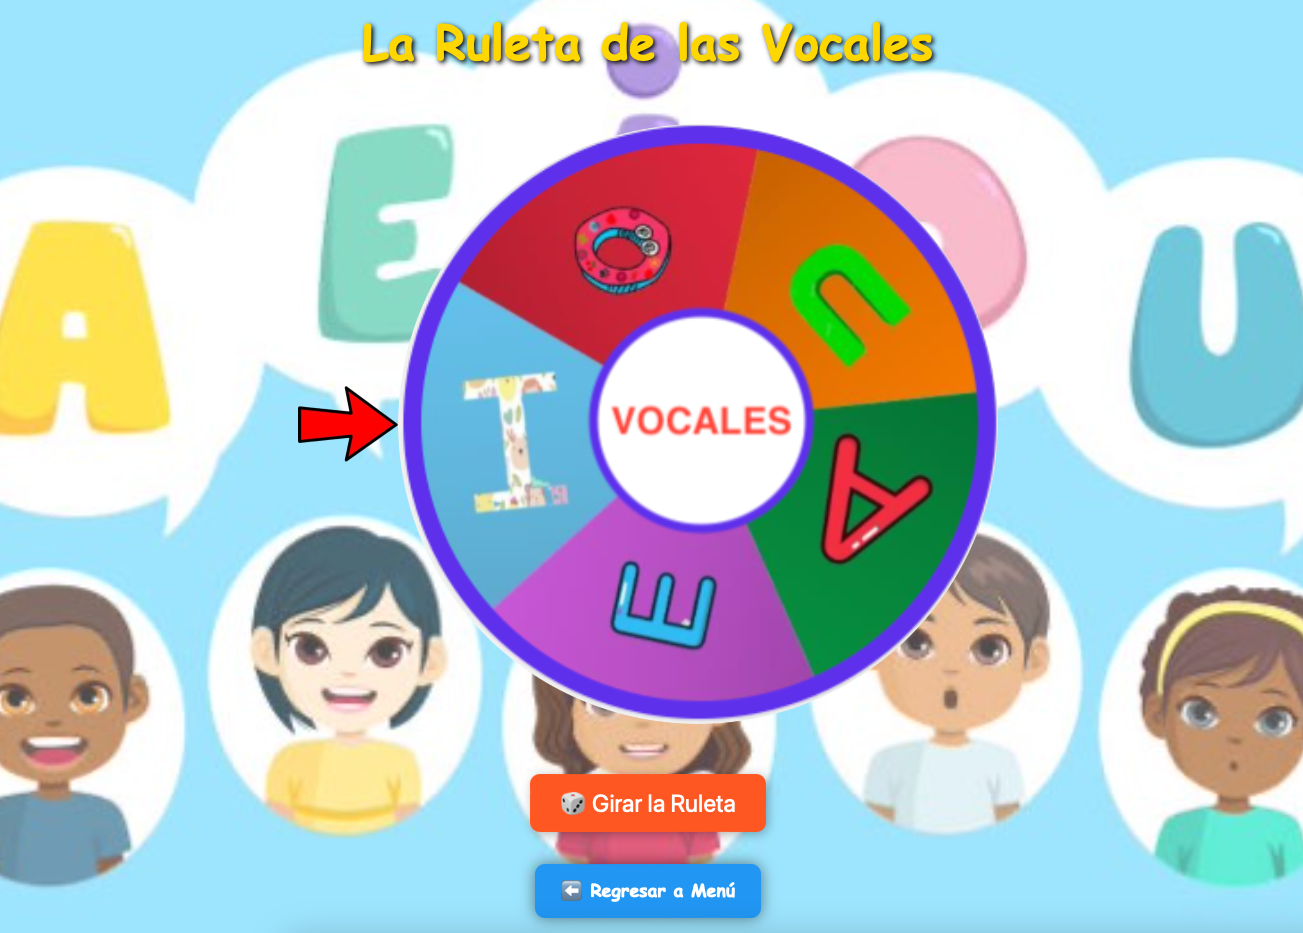 La Ruleta de las Vocales
A
E
i
O
U
O
U
I
VOCALES
A
E
🎲 Girar la Ruleta
⬅️ Regresar a Menú